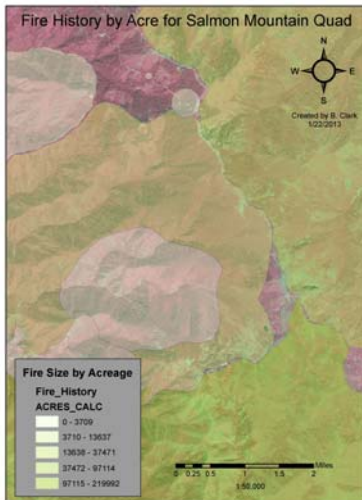 Fire History by Acre for Salmon Mountain Quad
N
W E
S
Created by B. Clark
1/22/2013
Fire Size by Acreage
Fire_History
ACRES_CALC
0 - 3709
3710 - 13637
13638 - 37471
37472 - 97114
97115 - 219992
Miles
0 0.25 0.5 1 1.5 2
1:50,000